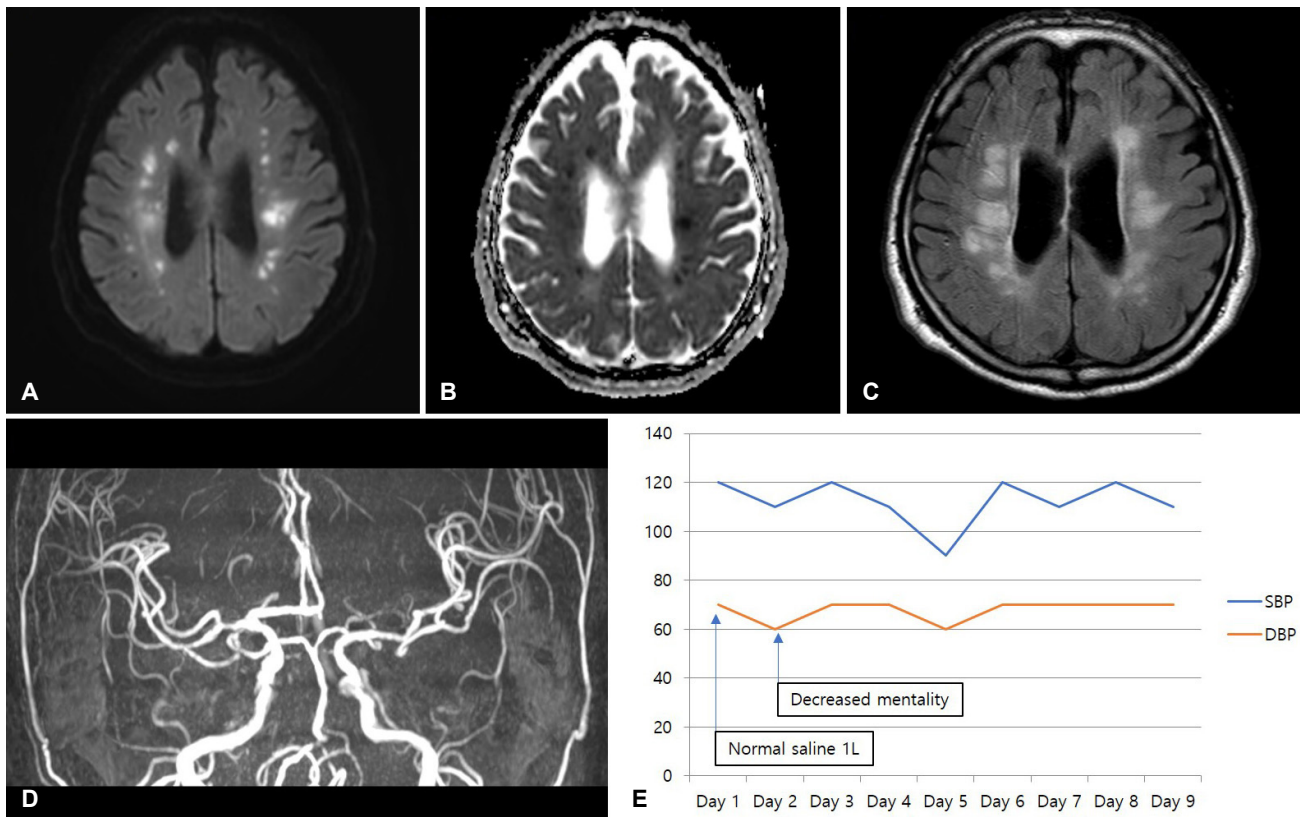 A
B
C
D
E
140
120
100
80
60
40
20
0
Decreased mentality
Normal saline 1L
SBP
DBP
Day 1 Day 2 Day 3 Day 4 Day 5 Day 6 Day 7 Day 8 Day 9